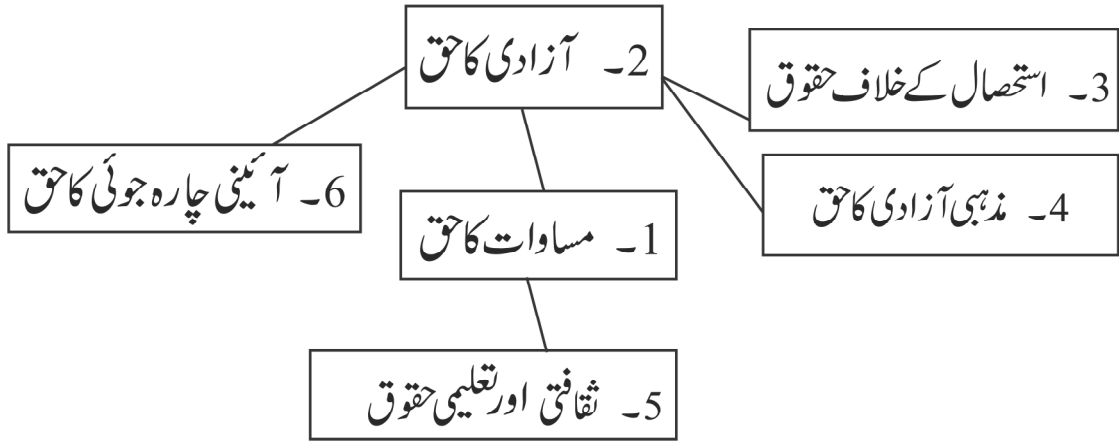 2۔ آزادی کا حق
3۔ استحصال کے خلاف حقوق
6۔ آئینی چارہ جوئی کا حق
4۔ مذہبی آزادی کا حق
1۔ مساوات کا حق
5۔ ثقافتی اور تعلیمی حقوق